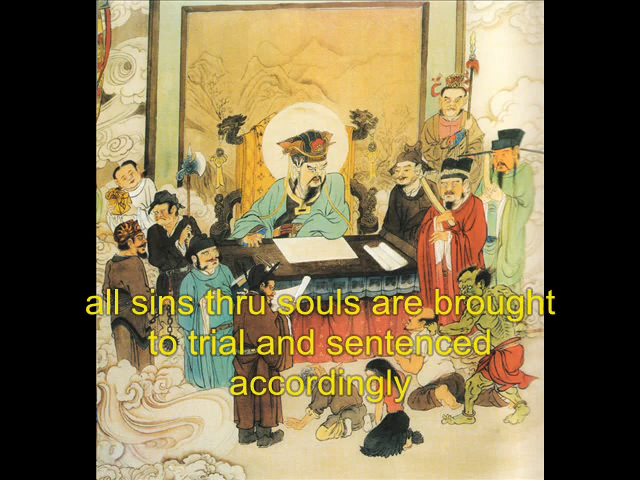 all sins thru souls are brought
to trial and sentenced
accordingly